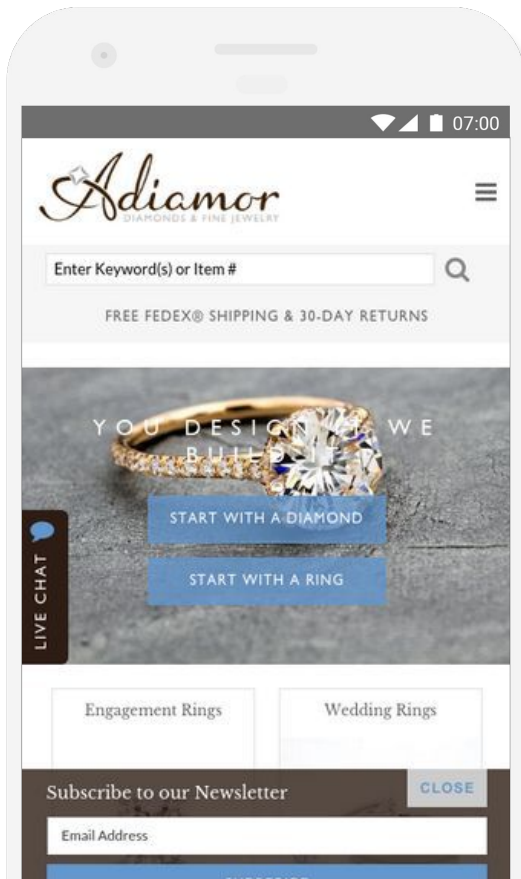 07:00
Adiamor
DIAMONDS & FINE JEWELRY
Enter Keyword(s) or Item #
FREE FEDEX® SHIPPING & 30-DAY RETURNS
YOU DESIGN IT WE
BUILD IT
START WITH A DIAMOND
START WITH A RING
LIVE CHAT
Engagement Rings
Wedding Rings
Subscribe to our Newsletter
CLOSE
Email Address